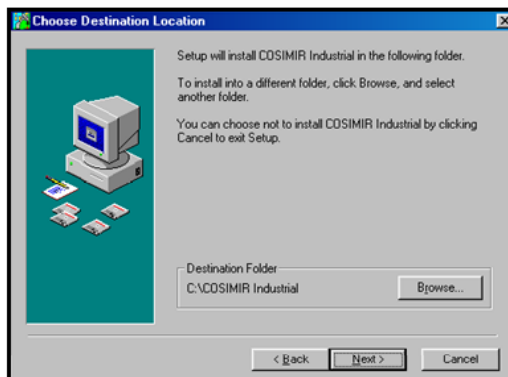 Choose Destination Location
Setup will install COSIMIR Industrial in the following folder.
To install into a different folder, click Browse, and select
another folder.
You can choose not to install COSIMIR Industrial by clicking
Cancel to exit Setup.
Destination Folder
C:\COSIMIR Industrial
Browse...
< Back
Next >
Cancel